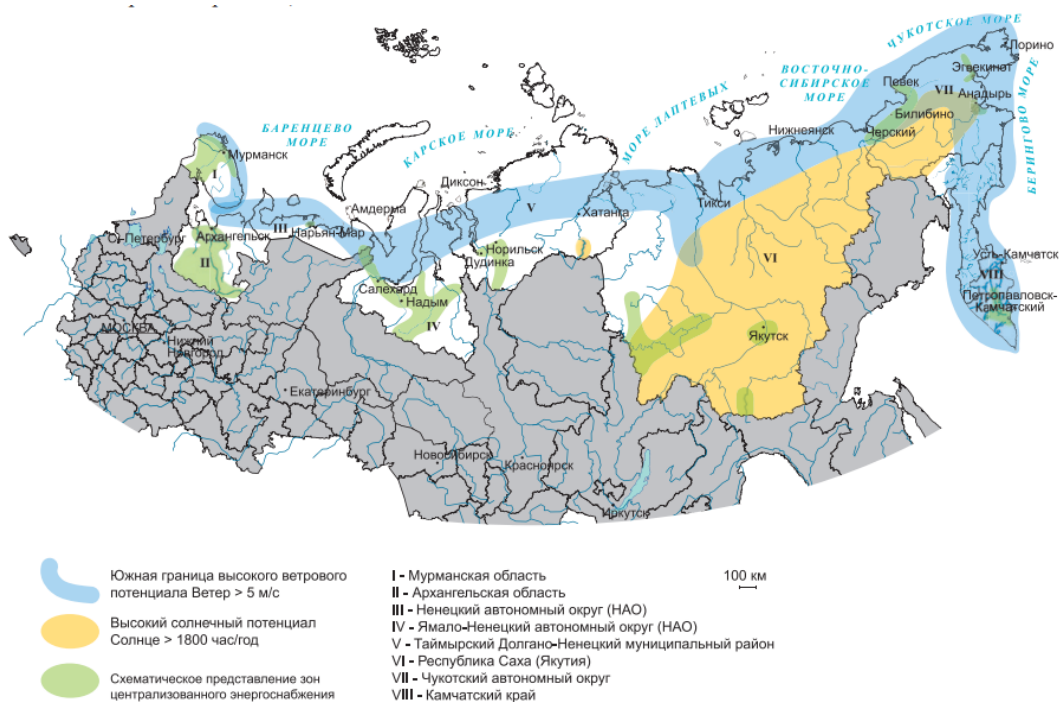 ЧУКОТСКОЕ МОРЕ
Лорино
Эгвекинот
ВОСТОЧНО-
СИБИРСКОЕ
МОРЕ
Певек
VII
Анадырь
Билибино
БЕРИНГОВО МОРЕ
МОРЕ ЛАПТЕВЫХ
Нижнеянск
Черский
БАРЕНЦЕВО
МОРЕ
КАРСКОЕ МОРЕ
Мурманск
I
Диксон
V
Амдерма
Хатанга
Тикси
С.-Петербург
Архангельск
III
Нарьян-Мар
II
Норильск
Дудинка
VI
Усть-Камчатск
VIII
Салехард
Надым
IV
Петропавловск-
Камчатский
МОСКВА
Нижний
Новгород
Якутск
Екатеринбург
Новосибирск
Красноярск
Иркутск
Южная граница высокого ветрового
потенциала Ветер > 5 м/с
Высокий солнечный потенциал
Солнце > 1800 час/год
Схематическое представление зон
централизованного энергоснабжения
I - Мурманская область
II - Архангельская область
III - Ненецкий автономный округ (НАО)
IV - Ямало-Ненецкий автономный округ (НАО)
V - Таймырский Долгано-Ненецкий муниципальный район
VI - Республика Саха (Якутия)
VII - Чукотский автономный округ
VIII - Камчатский край
100 км